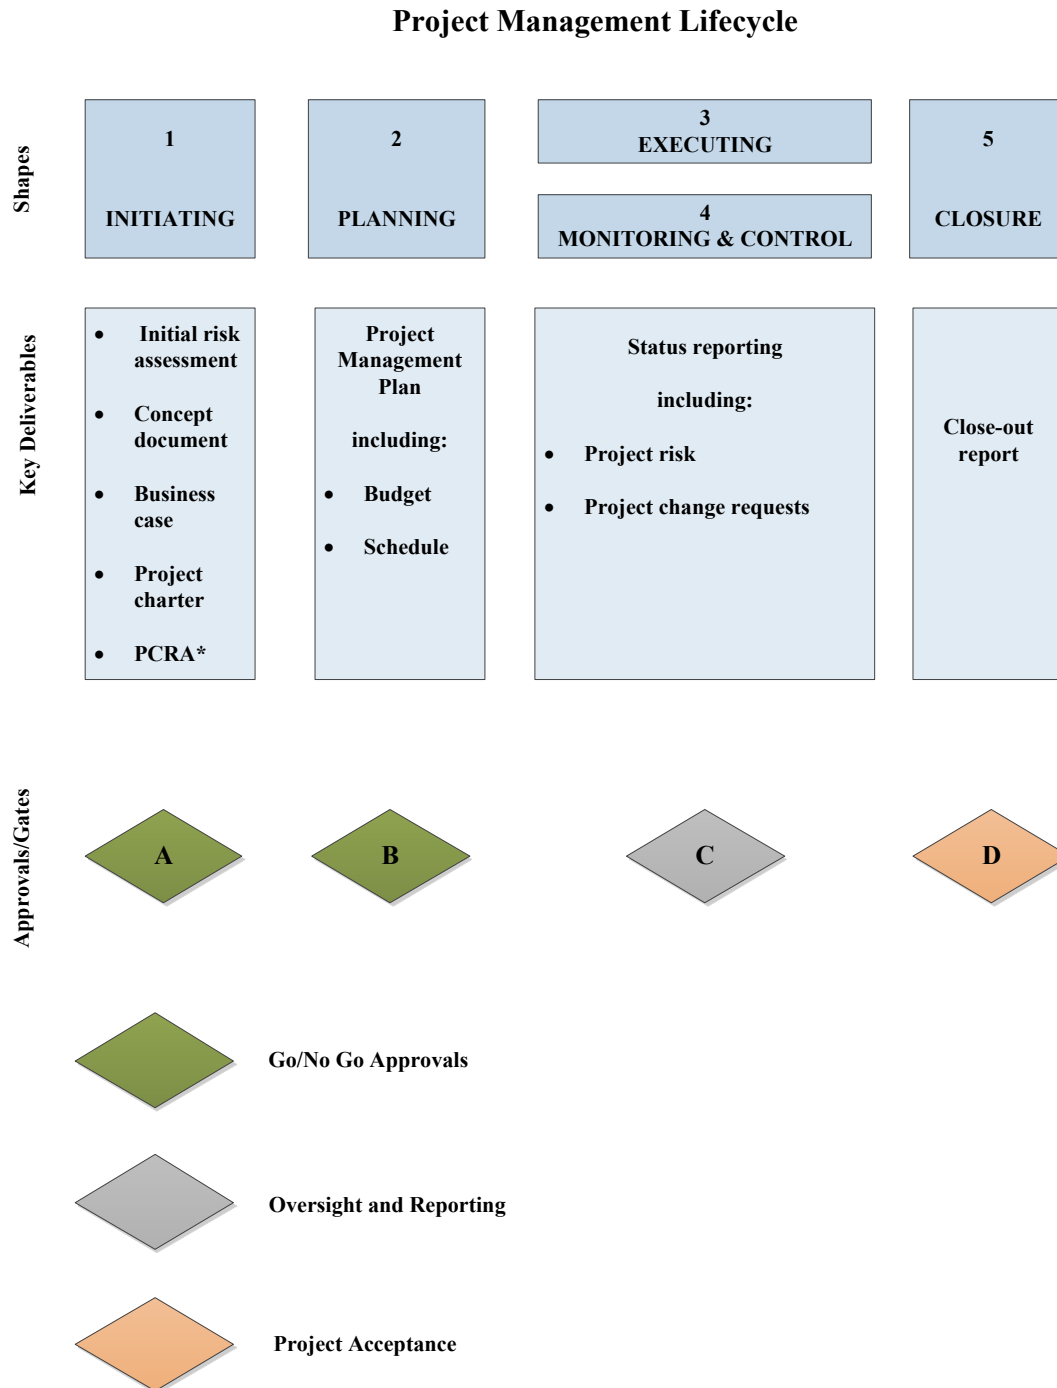 Project Management Lifecycle
Shapes
1
INITIATING
2
PLANNING
3
EXECUTING
4
MONITORING & CONTROL
5
CLOSURE
Key Deliverables
• Initial risk
assessment
• Concept
document
• Business
case
• Project
charter
• PCRA*
Project
Management
Plan
including:
• Budget
• Schedule
Status reporting
including:
• Project risk
• Project change requests
Close-out
report
Approvals/Gates
A
B
C
D
Go/No Go Approvals
Oversight and Reporting
Project Acceptance